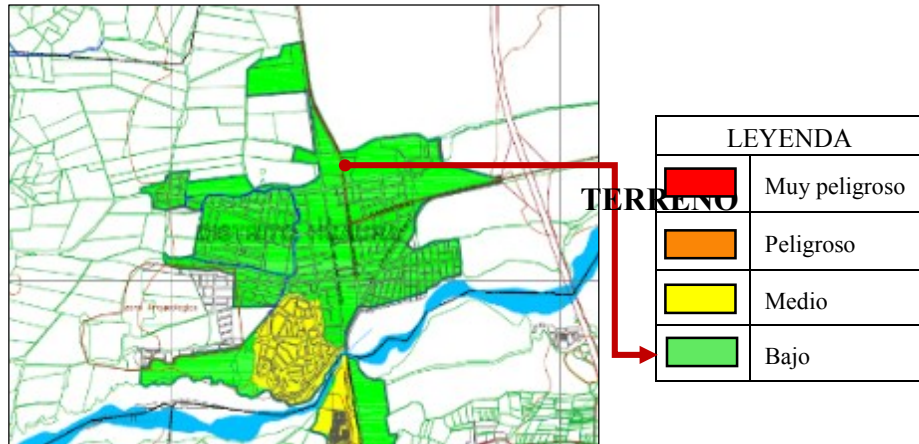 LEYENDA
Muy peligroso
TERRENO
Peligroso
Medio
Bajo